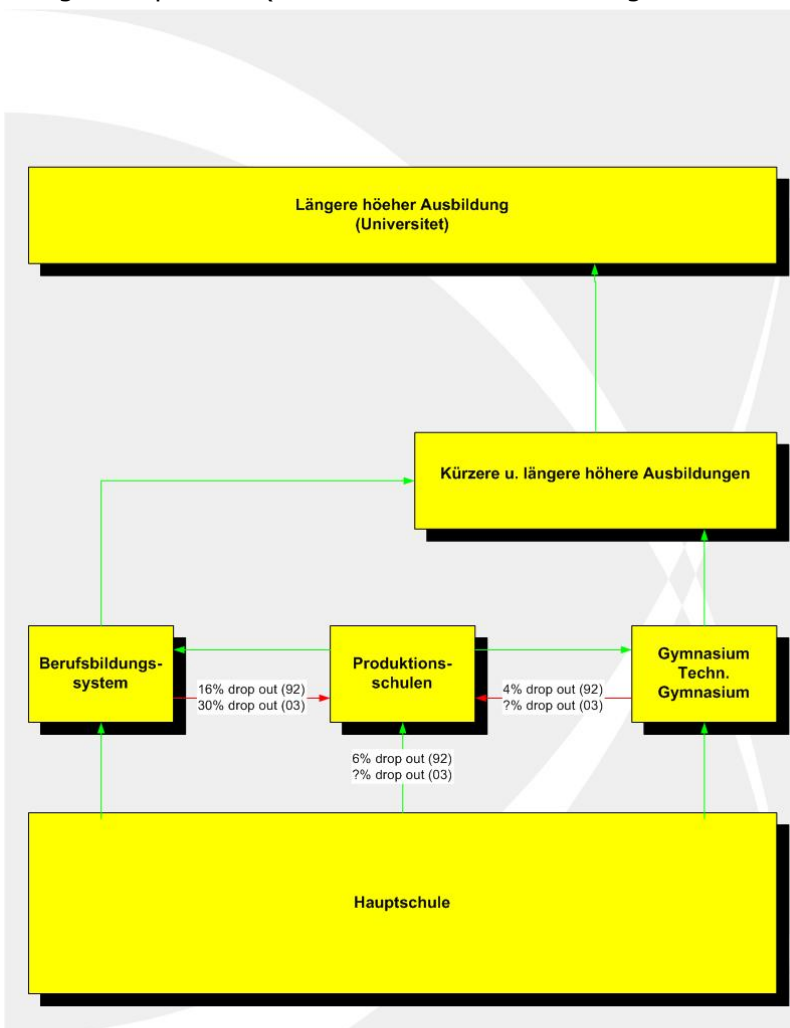 Längere höeher Ausbildung
(Universitet)
Kürzere u. längere höhere Ausbildungen
Berufsbildungs-
system
16% drop out (92)
30% drop out (03)
Produktions-
schulen
4% drop out (92)
?% drop out (03)
Gymnasium
Techn.
Gymnasium
6% drop out (92)
?% drop out (03)
Hauptschule